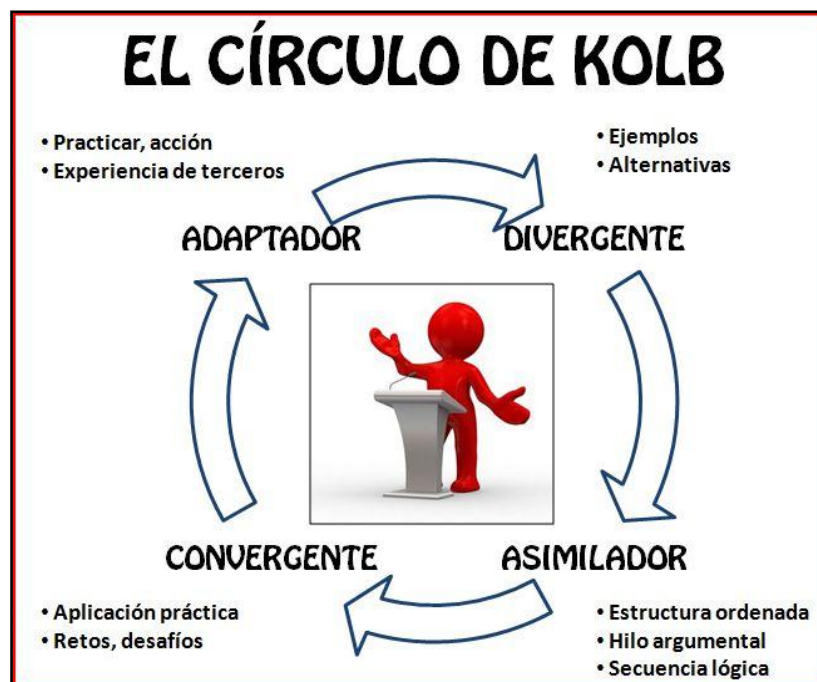 EL CÍRCULO DE KOLB
• Practicar, acción
• Experiencia de terceros
• Ejemplos
• Alternativas
ADAPTADOR
DIVERGENTE
CONVERGENTE
ASIMILADOR
• Aplicación práctica
• Retos, desafíos
• Estructura ordenada
• Hilo argumental
• Secuencia lógica